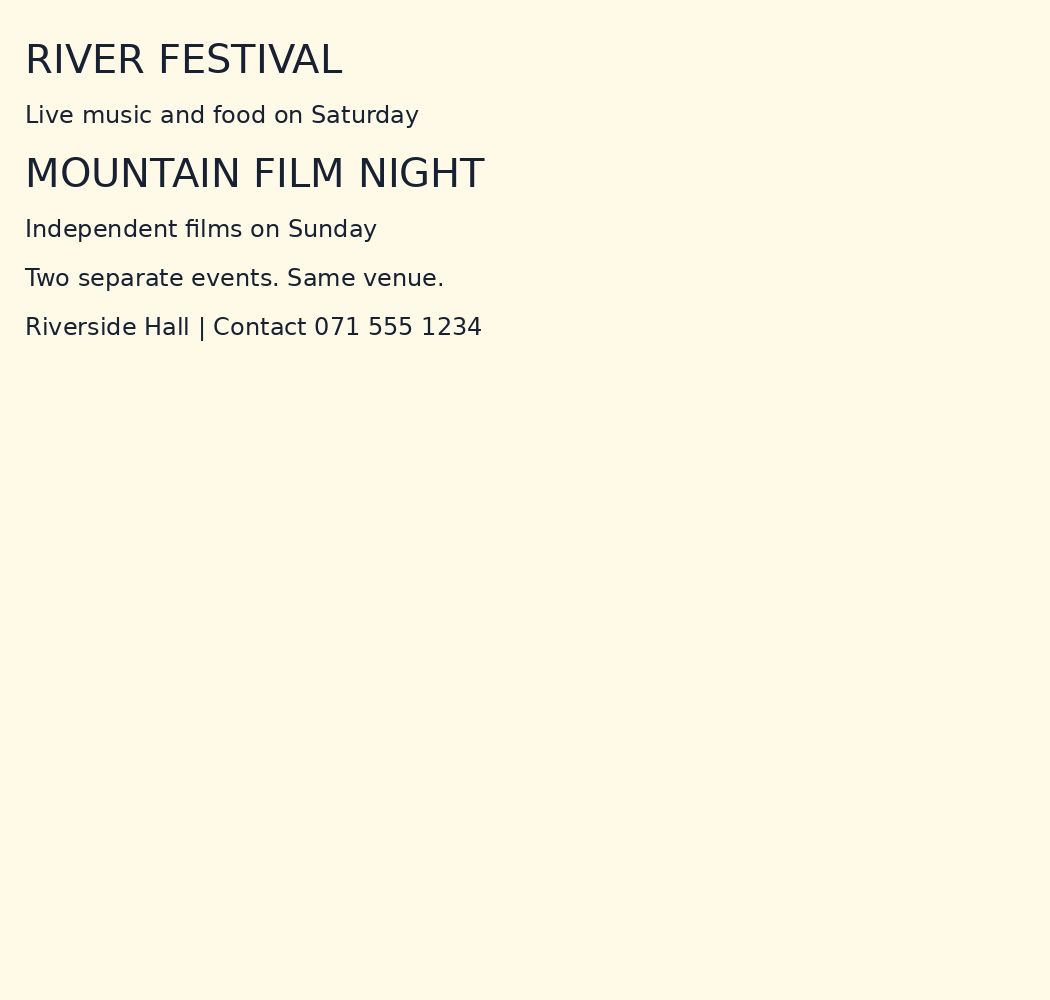 RIVER FESTIVAL
Live music and food on Saturday
MOUNTAIN FILM NIGHT
Independent films on Sunday
Two separate events. Same venue.
Riverside Hall | Contact 071 555 1234